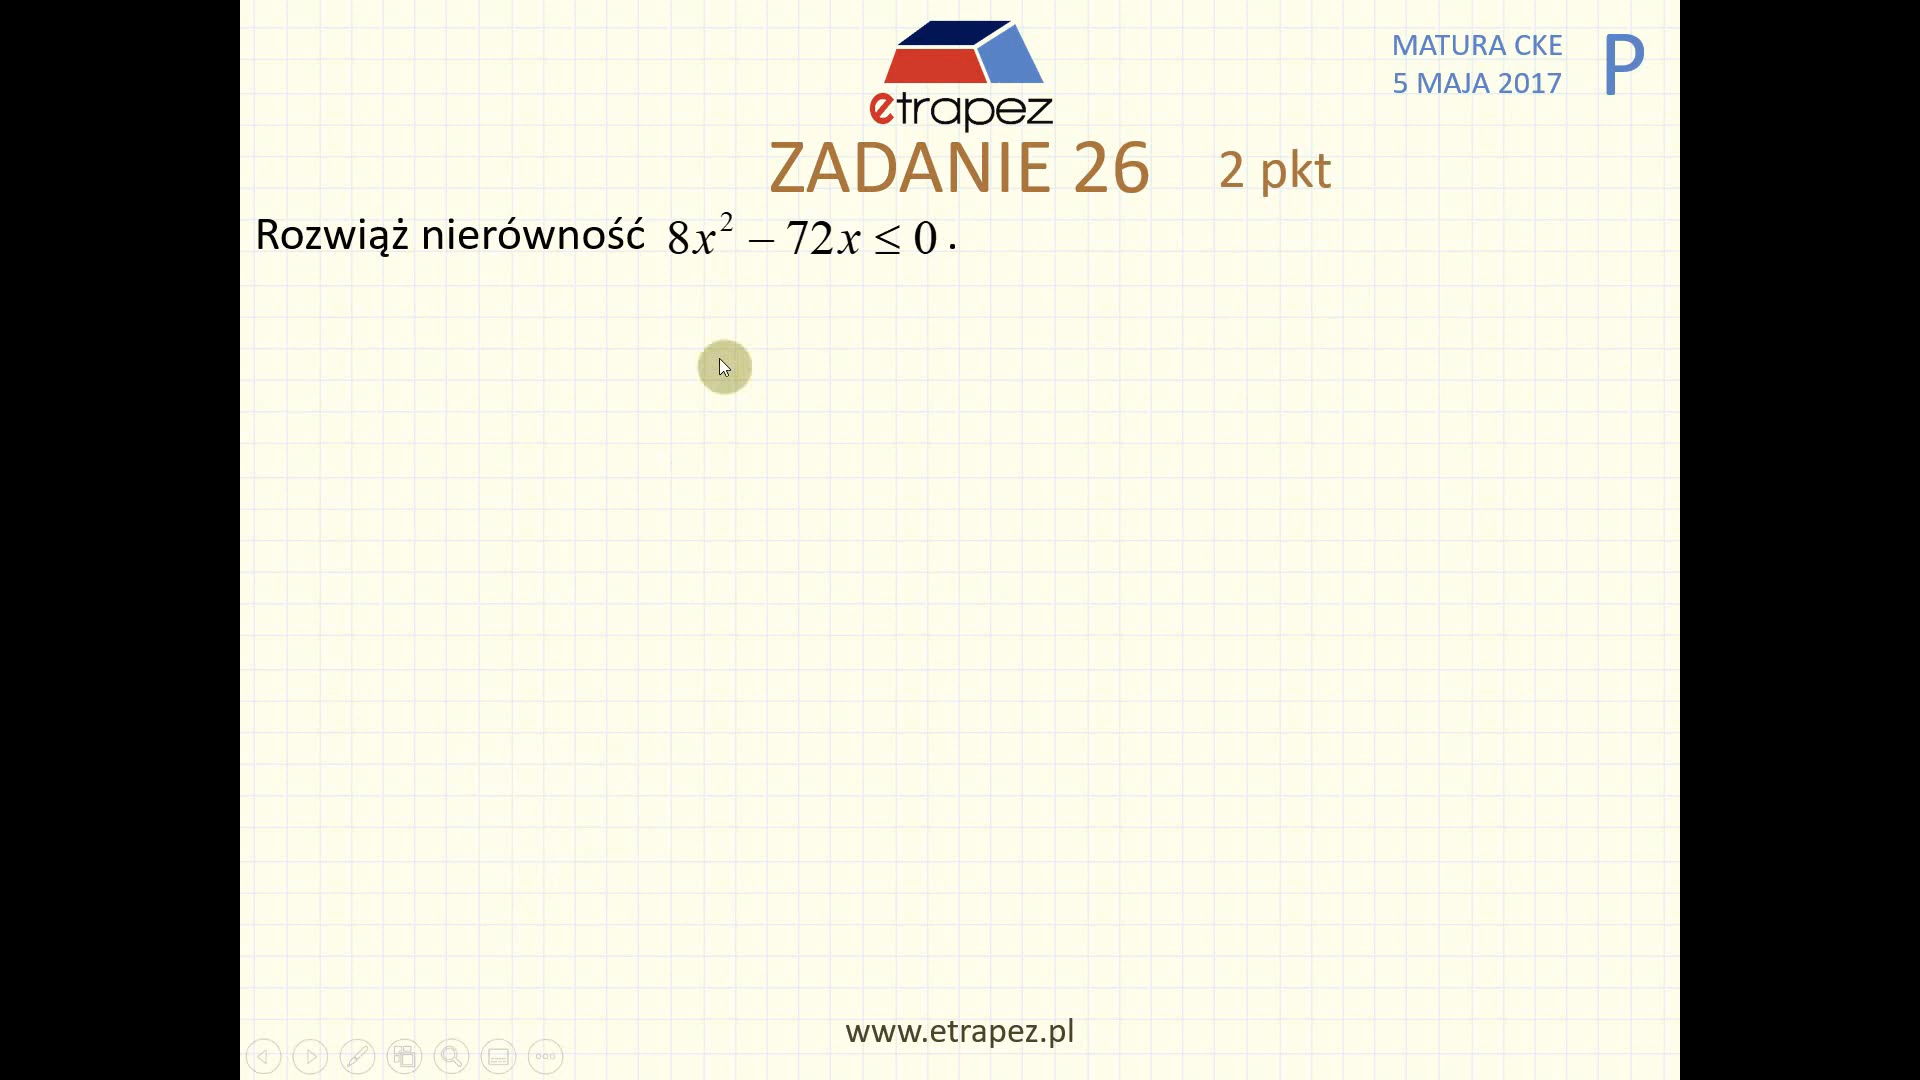 etrapez
MATURA CKE
5 MAJA 2017
P
ZADANIE 26 2 pkt
Rozwiąż nierówność 8x² – 72x ≤ 0 .
www.etrapez.pl